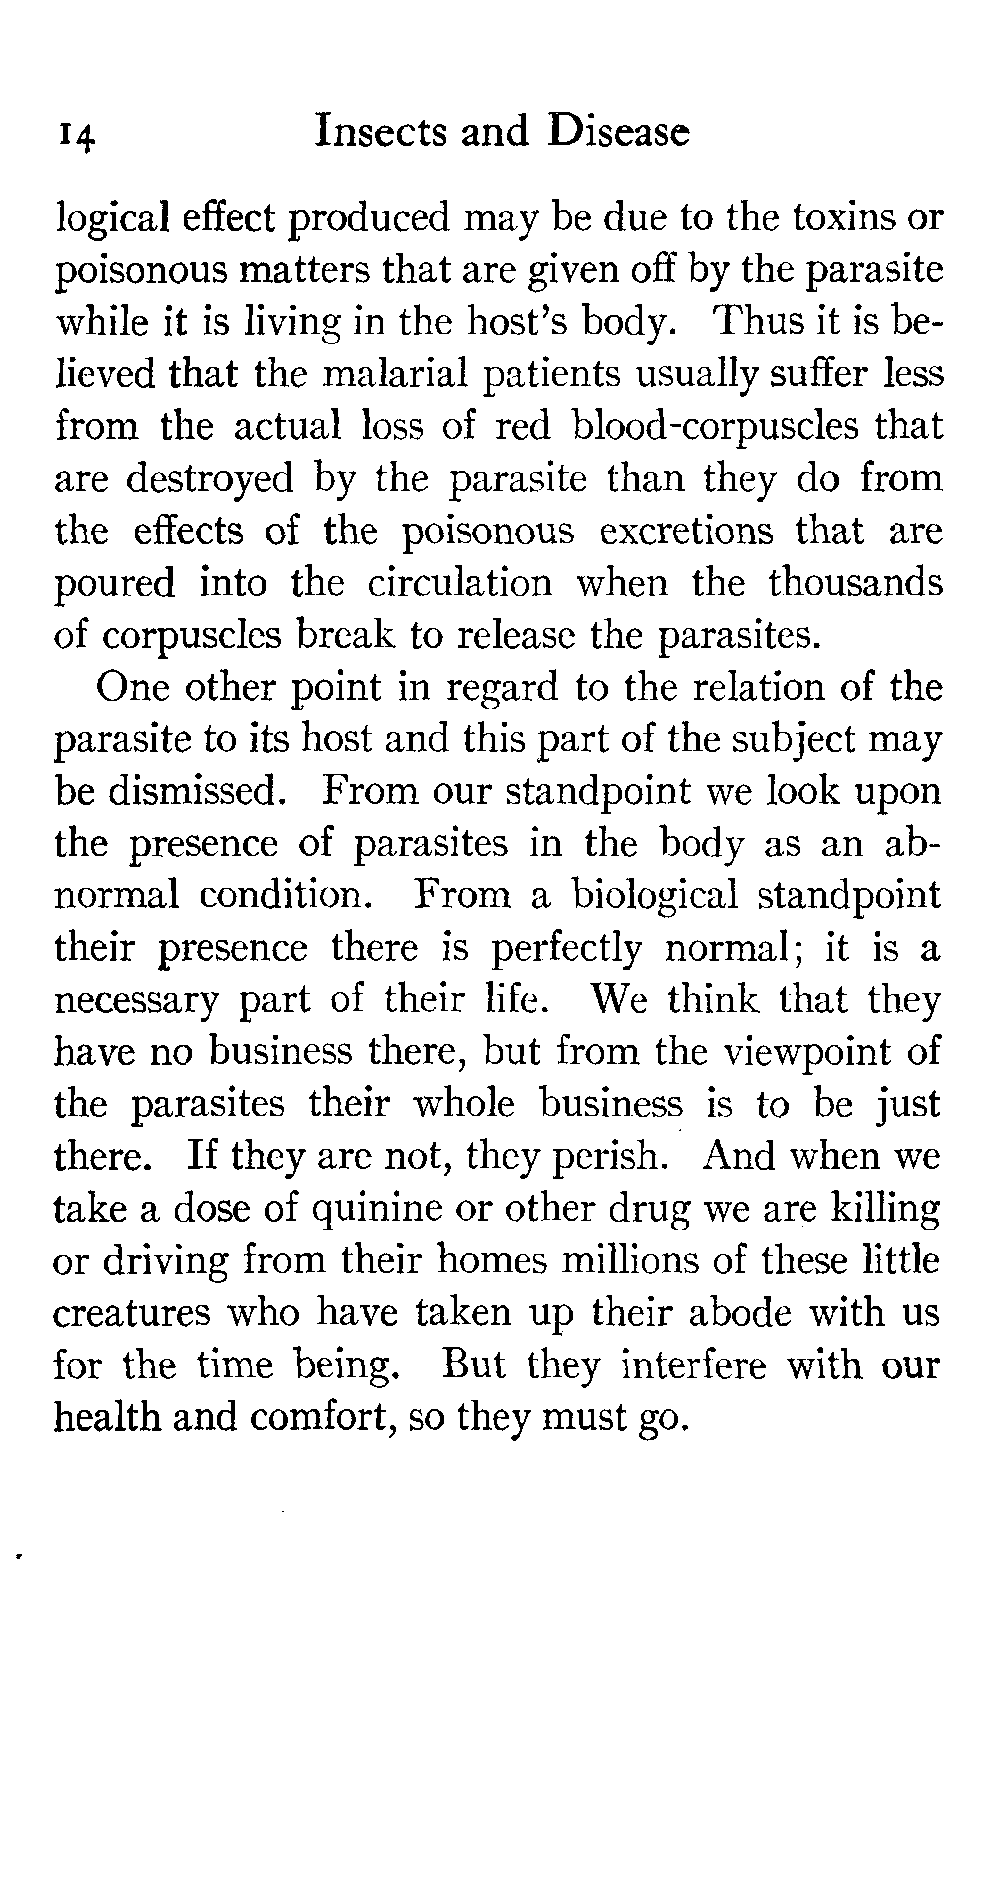 14 Insects and Disease
logical effect produced may be due to the toxins or
poisonous matters that are given off by the parasite
while it is living in the host's body. Thus it is be-
lieved that the malarial patients usually suffer less
from the actual loss of red blood-corpuscles that
are destroyed by the parasite than they do from
the effects of the poisonous excretions that are
poured into the circulation when the thousands
of corpuscles break to release the parasites.
One other point in regard to the relation of the
parasite to its host and this part of the subject may
be dismissed. From our standpoint we look upon
the presence of parasites in the body as an ab-
normal condition. From a biological standpoint
their presence there is perfectly normal; it is a
necessary part of their life. We think that they
have no business there, but from the viewpoint of
the parasites their whole business is to be just
there. If they are not, they perish. And when we
take a dose of quinine or other drug we are killing
or driving from their homes millions of these little
creatures who have taken up their abode with us
for the time being. But they interfere with our
health and comfort, so they must go.